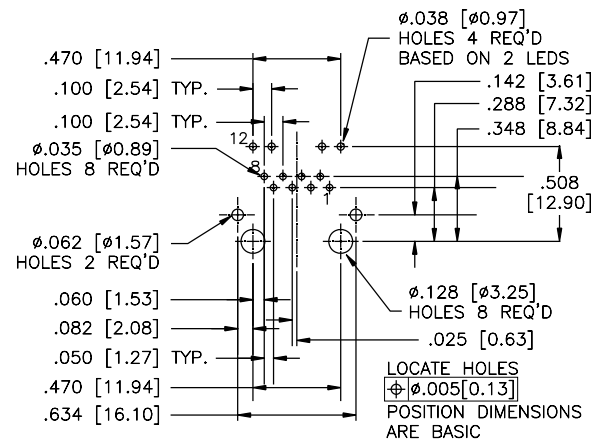 ø.038 [ø0.97]
HOLES 4 REQ'D
BASED ON 2 LEDS
.470 [11.94]
.142 [3.61]
.100 [2.54] TYP.
.288 [7.32]
.100 [2.54] TYP.
.348 [8.84]
12
ø.035 [ø0.89]
HOLES 8 REQ'D
8
1
.508
[12.90]
ø.062 [ø1.57]
HOLES 2 REQ'D
ø.128 [ø3.25]
HOLES 8 REQ'D
.060 [1.53]
.082 [2.08]
.025 [0.63]
.050 [1.27] TYP.
LOCATE HOLES
⌖ ø.005[0.13]
POSITION DIMENSIONS
ARE BASIC
.470 [11.94]
.634 [16.10]